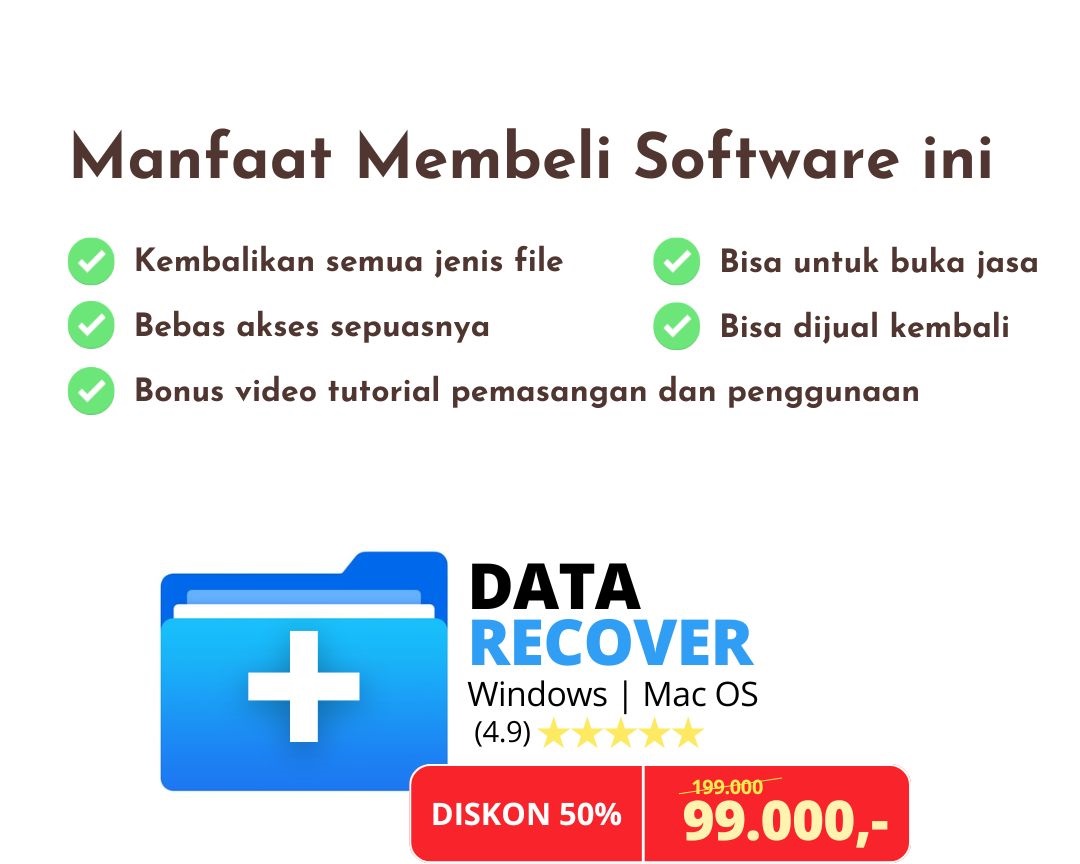 Manfaat Membeli Software ini
Kembalikan semua jenis file
Bisa untuk buka jasa
Bebas akses sepuasnya
Bisa dijual kembali
Bonus video tutorial pemasangan dan penggunaan
DATA
RECOVER
Windows | Mac OS
(4.9)
DISKON 50%
199.000
99.000,-